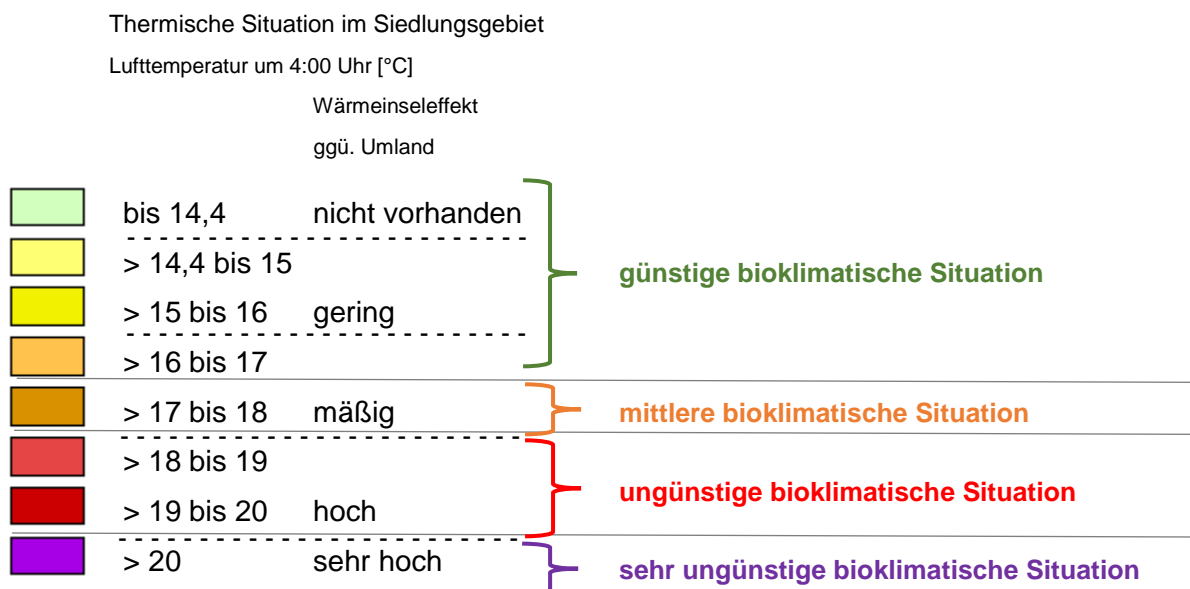 Thermische Situation im Siedlungsgebiet
Lufttemperatur um 4:00 Uhr [°C]
Wärmeinseleffekt
ggü. Umland
bis 14,4 nicht vorhanden
> 14,4 bis 15
günstige bioklimatische Situation
> 15 bis 16 gering
> 16 bis 17
> 17 bis 18 mäßig mittlere bioklimatische Situation
> 18 bis 19
ungünstige bioklimatische Situation
> 19 bis 20 hoch
> 20 sehr hoch sehr ungünstige bioklimatische Situation